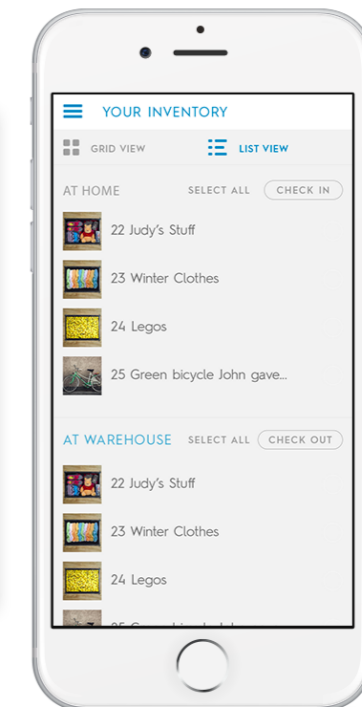 YOUR INVENTORY
GRID VIEW LIST VIEW
AT HOME SELECT ALL CHECK IN
22 Judy's Stuff
23 Winter Clothes
24 Legos
25 Green bicycle John gave...
AT WAREHOUSE SELECT ALL CHECK OUT
22 Judy's Stuff
23 Winter Clothes
24 Legos